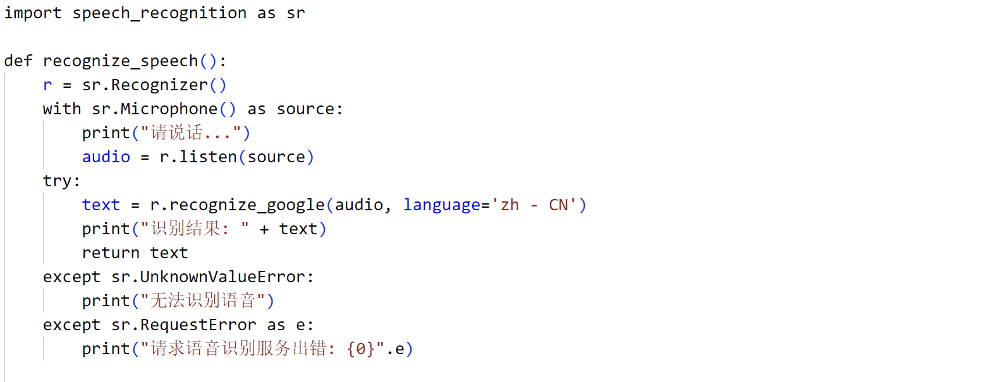 import speech_recognition as sr
def recognize_speech():
    r = sr.Recognizer()
    with sr.Microphone() as source:
        print("请说话...")
        audio = r.listen(source)
    try:
        text = r.recognize_google(audio, language='zh - CN')
        print("识别结果: " + text)
        return text
    except sr.UnknownValueError:
        print("无法识别语音")
    except sr.RequestError as e:
        print("请求语音识别服务出错: {0}".e)